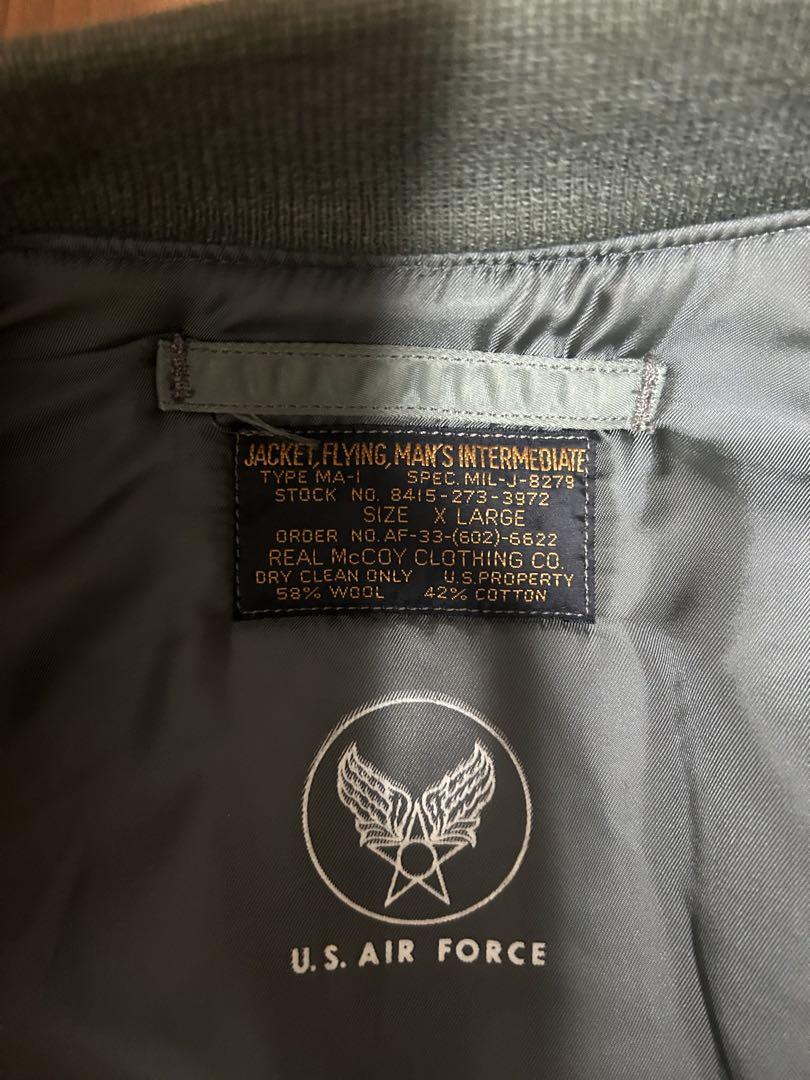 JACKET, FLYING, MAN'S INTERMEDIATE
TYPE MA-1 SPEC. MIL-J-8279
STOCK NO. 8415-273-3972
SIZE X LARGE
ORDER NO. AF-33-(602)-6622
REAL McCOY CLOTHING CO.
DRY CLEAN ONLY U.S. PROPERTY
58% WOOL 42% COTTON
U.S. AIR FORCE